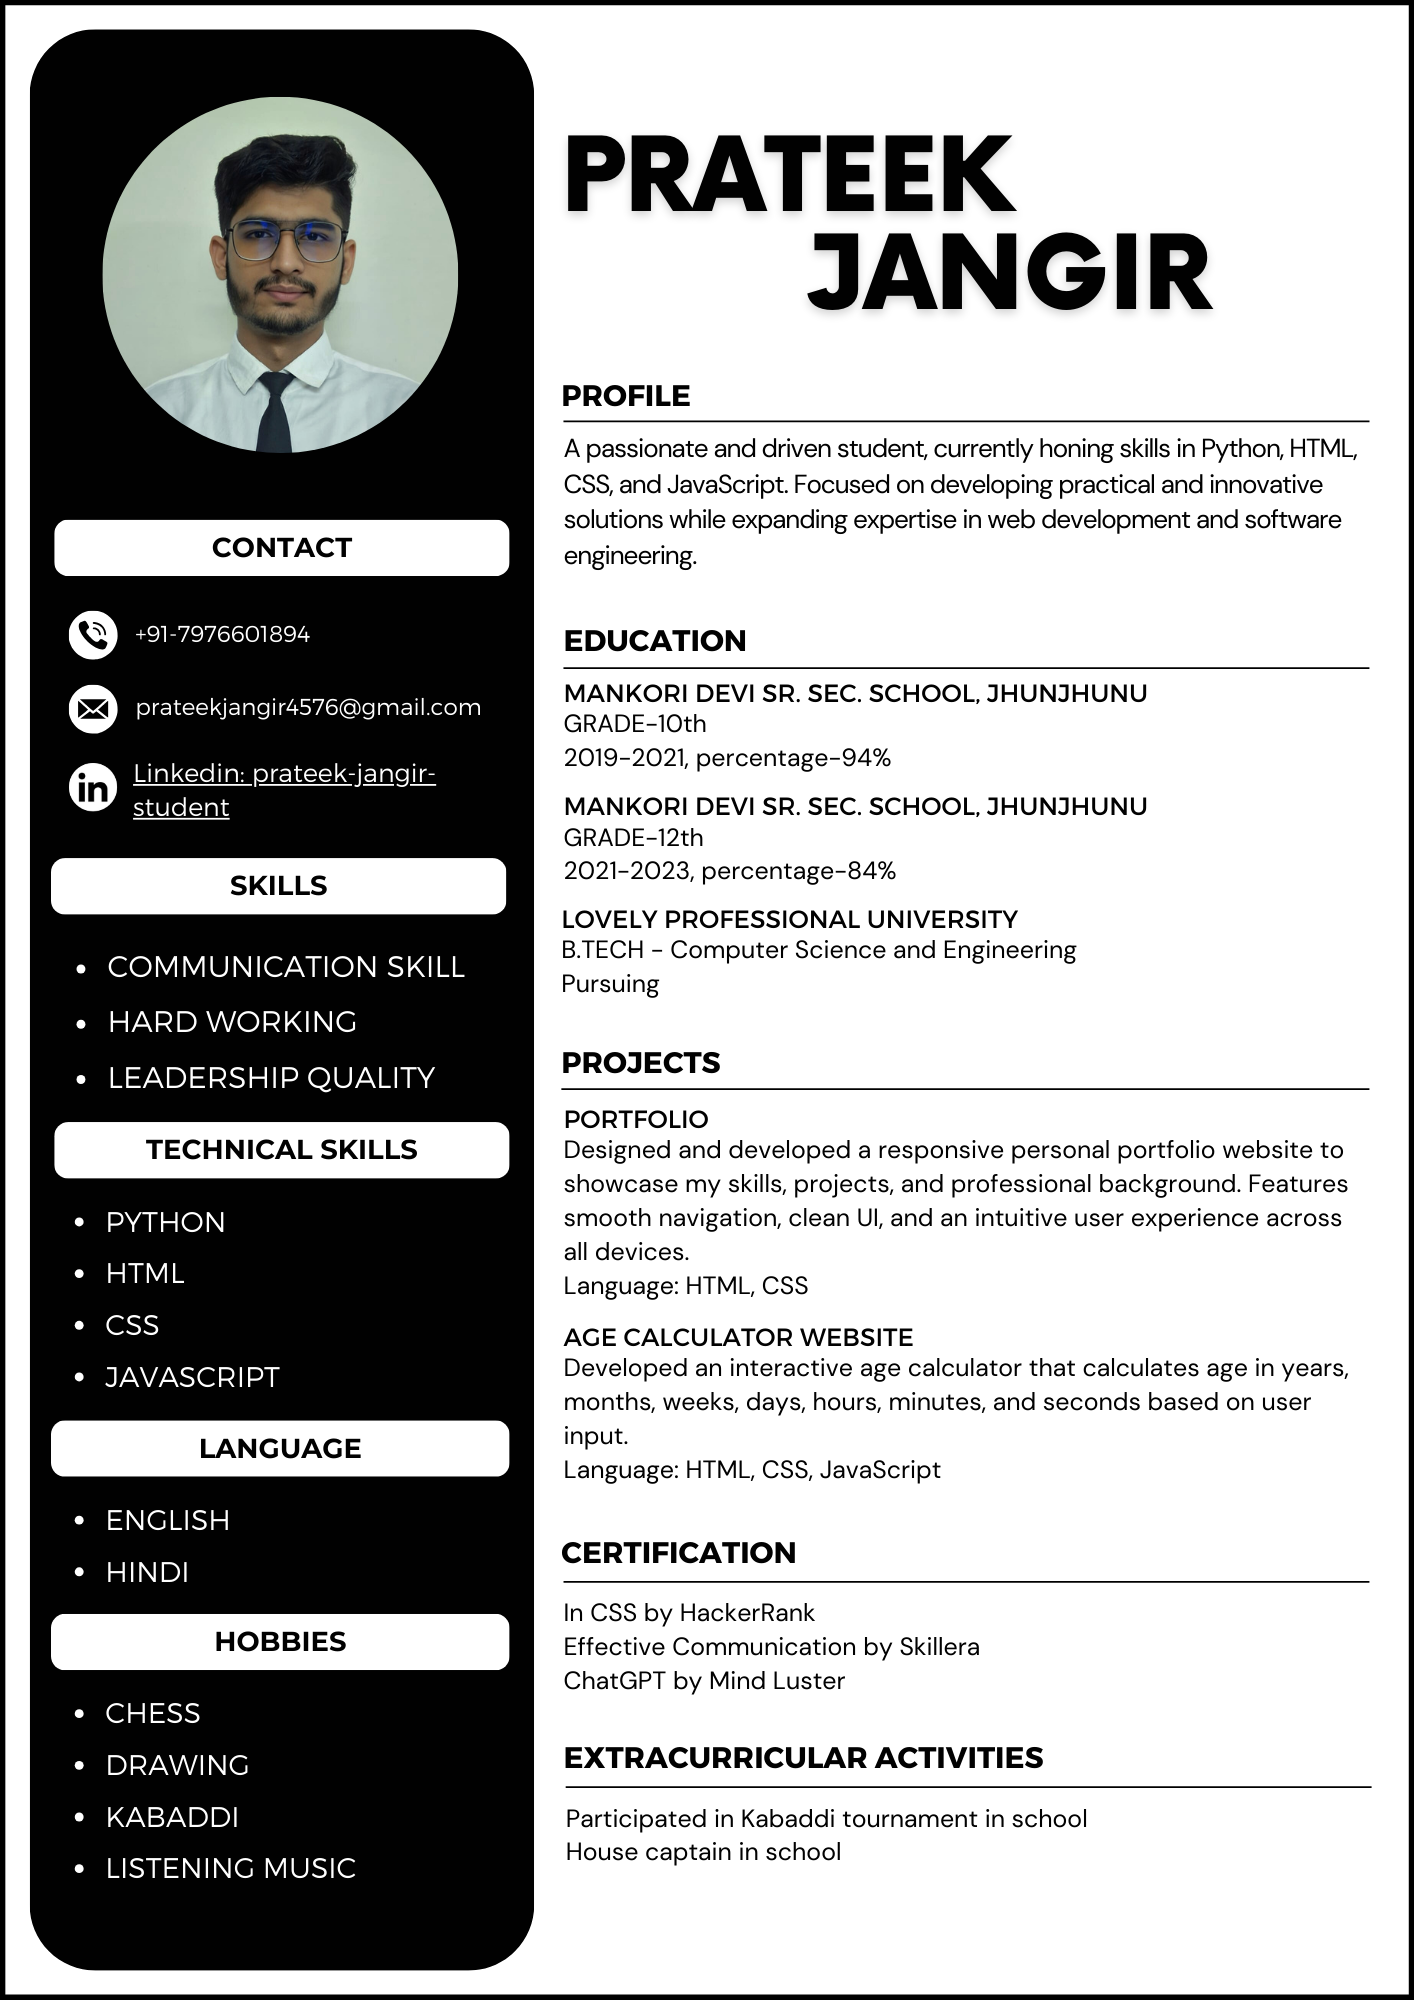 PRATEEK
JANGIR
CONTACT
+91-7976601894
prateekjangir4576@gmail.com
in
Linkedin: prateek-jangir-
student
SKILLS
• COMMUNICATION SKILL
• HARD WORKING
• LEADERSHIP QUALITY
TECHNICAL SKILLS
• PYTHON
• HTML
• CSS
• JAVASCRIPT
LANGUAGE
• ENGLISH
• HINDI
HOBBIES
• CHESS
• DRAWING
• KABADDI
• LISTENING MUSIC
PROFILE
A passionate and driven student, currently honing skills in Python, HTML,
CSS, and JavaScript. Focused on developing practical and innovative
solutions while expanding expertise in web development and software
engineering.
EDUCATION
MANKORI DEVI SR. SEC. SCHOOL, JHUNJHUNU
GRADE-10th
2019-2021, percentage-94%
MANKORI DEVI SR. SEC. SCHOOL, JHUNJHUNU
GRADE-12th
2021-2023, percentage-84%
LOVELY PROFESSIONAL UNIVERSITY
B.TECH - Computer Science and Engineering
Pursuing
PROJECTS
PORTFOLIO
Designed and developed a responsive personal portfolio website to
showcase my skills, projects, and professional background. Features
smooth navigation, clean UI, and an intuitive user experience across
all devices.
Language: HTML, CSS
AGE CALCULATOR WEBSITE
Developed an interactive age calculator that calculates age in years,
months, weeks, days, hours, minutes, and seconds based on user
input.
Language: HTML, CSS, JavaScript
CERTIFICATION
In CSS by HackerRank
Effective Communication by Skillera
ChatGPT by Mind Luster
EXTRACURRICULAR ACTIVITIES
Participated in Kabaddi tournament in school
House captain in school